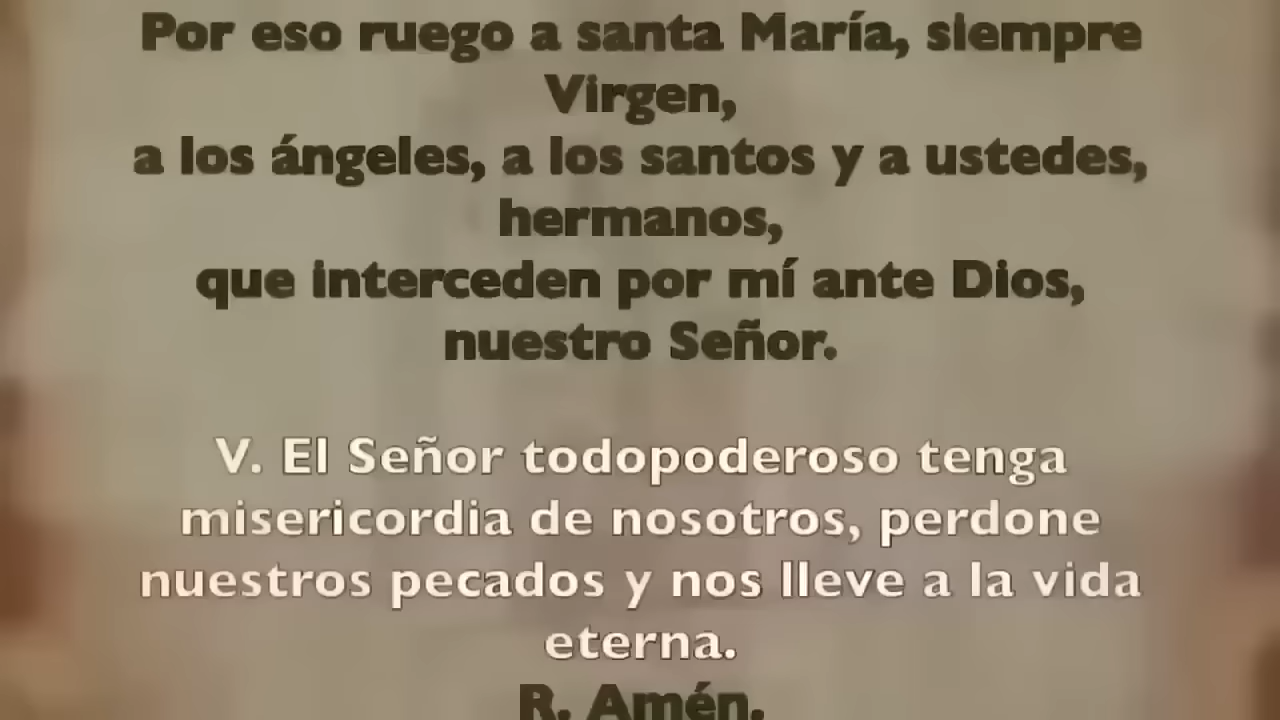 Por eso ruego a santa María, siempre
Virgen,
a los ángeles, a los santos y a ustedes,
hermanos,
que interceden por mí ante Dios,
nuestro Señor.
V. El Señor todopoderoso tenga
misericordia de nosotros, perdone
nuestros pecados y nos lleve a la vida
eterna.
R. Amén.